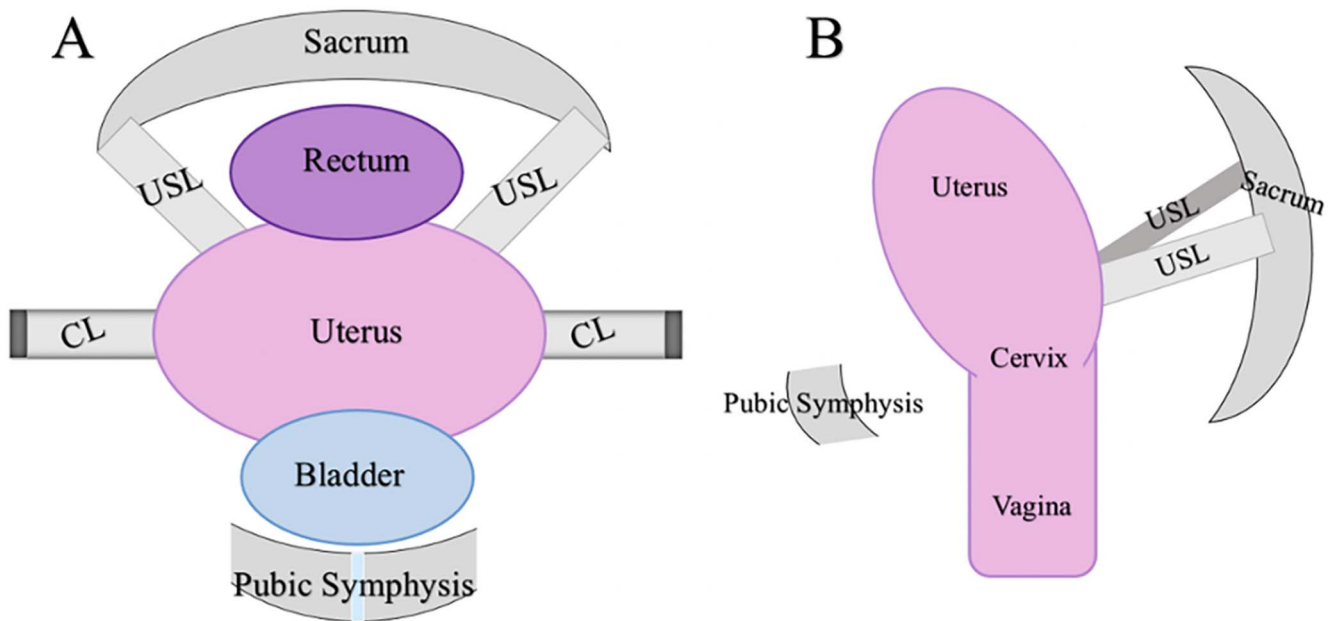 A
Sacrum
Rectum
USL
USL
CL
Uterus
CL
Bladder
Pubic Symphysis
B
Uterus
Sacrum
USL
USL
Cervix
Pubic Symphysis
Vagina